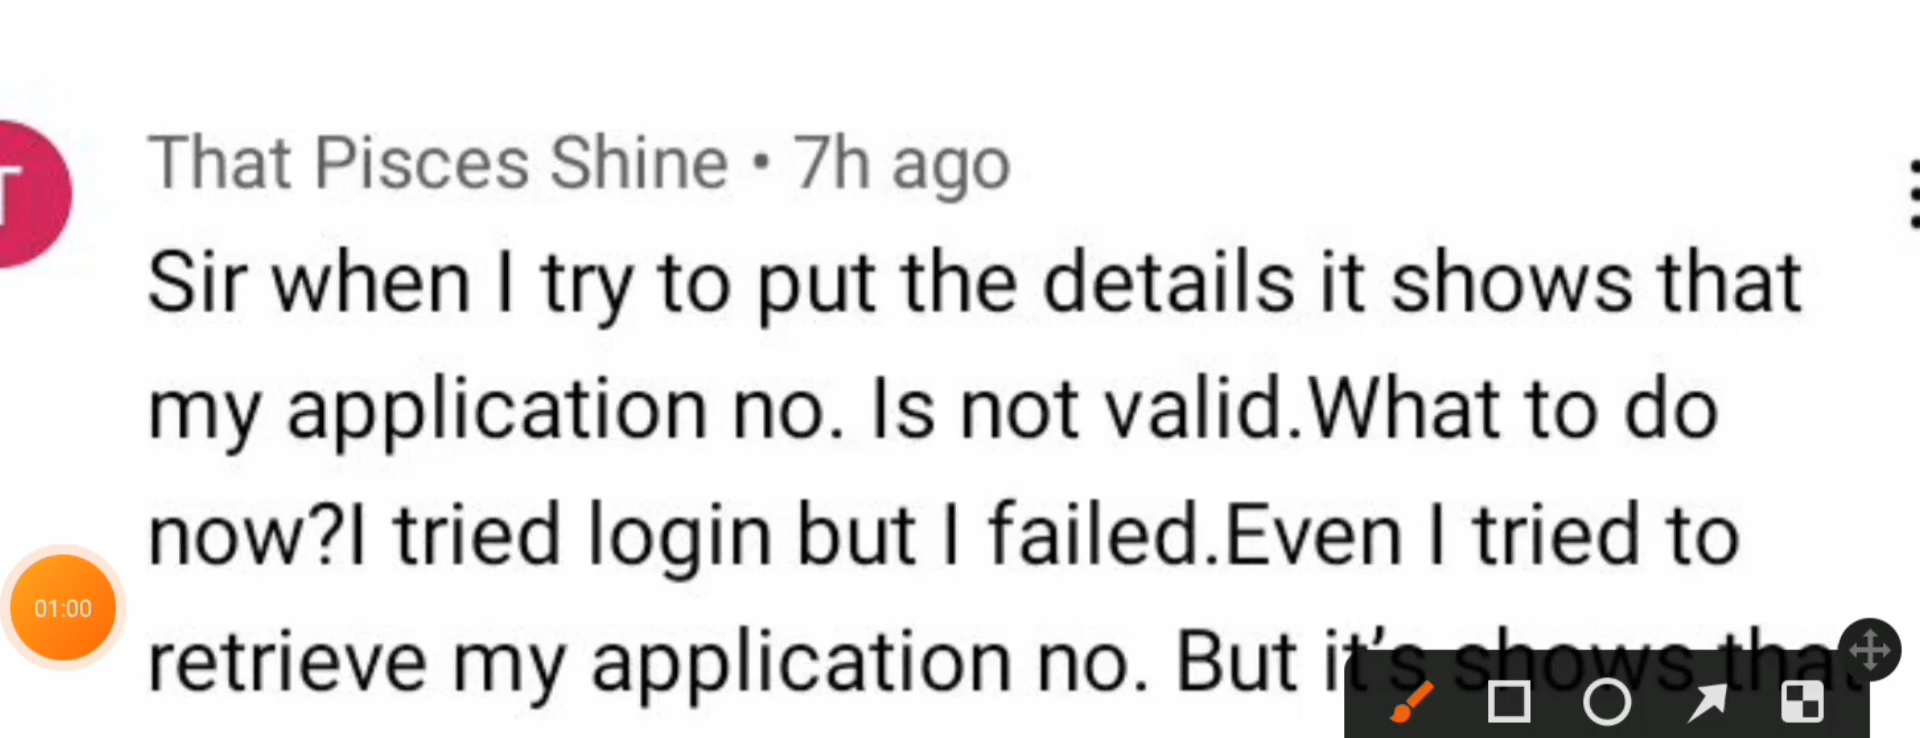 T
That Pisces Shine • 7h ago
Sir when I try to put the details it shows that
my application no. Is not valid.What to do
now?I tried login but I failed.Even I tried to
01:00
retrieve my application no. But it's shows that